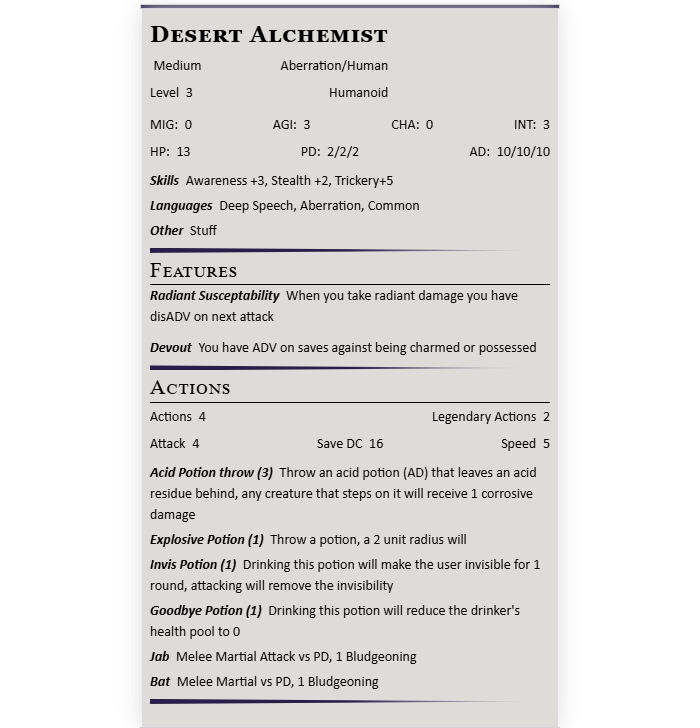 Desert Alchemist
Medium Aberration/Human
Level 3 Humanoid
MIG: 0 AGI: 3 CHA: 0 INT: 3
HP: 13 PD: 2/2/2 AD: 10/10/10
Skills Awareness +3, Stealth +2, Trickery+5
Languages Deep Speech, Aberration, Common
Other Stuff
Features
Radiant Susceptability When you take radiant damage you have
disADV on next attack
Devout You have ADV on saves against being charmed or possessed
Actions
Actions 4 Legendary Actions 2
Attack 4 Save DC 16 Speed 5
Acid Potion throw (3) Throw an acid potion (AD) that leaves an acid
residue behind, any creature that steps on it will receive 1 corrosive
damage
Explosive Potion (1) Throw a potion, a 2 unit radius will
Invis Potion (1) Drinking this potion will make the user invisible for 1
round, attacking will remove the invisibility
Goodbye Potion (1) Drinking this potion will reduce the drinker's
health pool to 0
Jab Melee Martial Attack vs PD, 1 Bludgeoning
Bat Melee Martial vs PD, 1 Bludgeoning